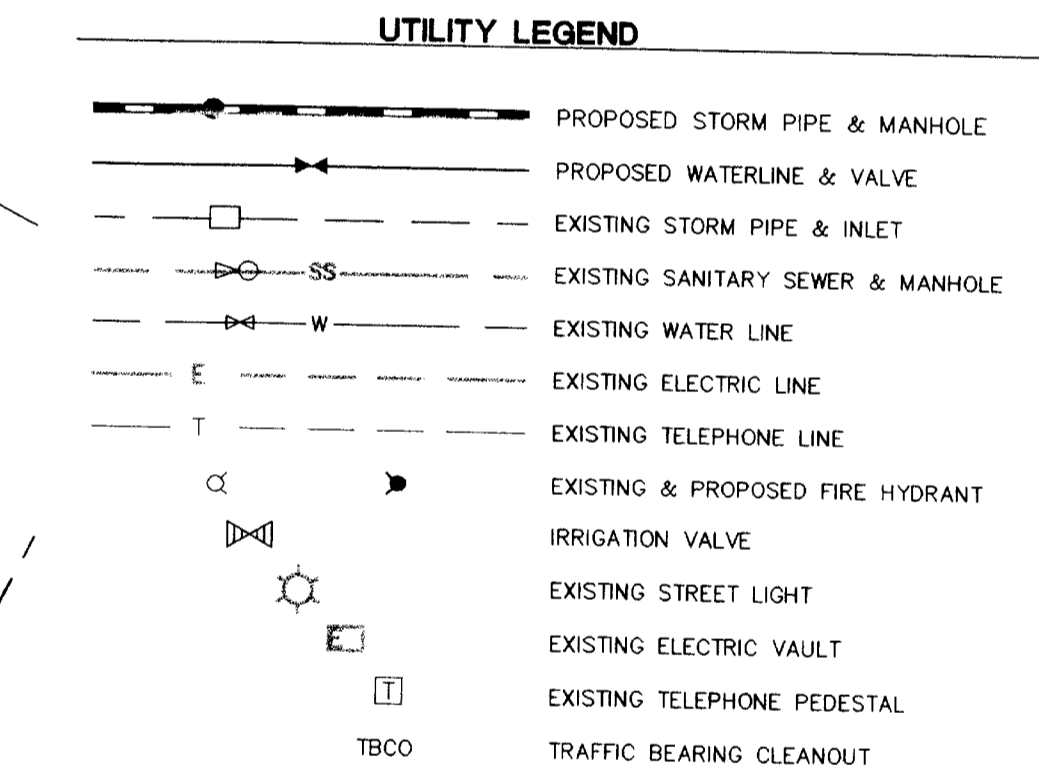 UTILITY LEGEND
PROPOSED STORM PIPE & MANHOLE
PROPOSED WATERLINE & VALVE
EXISTING STORM PIPE & INLET
SS EXISTING SANITARY SEWER & MANHOLE
W EXISTING WATER LINE
E EXISTING ELECTRIC LINE
T EXISTING TELEPHONE LINE
EXISTING & PROPOSED FIRE HYDRANT
IRRIGATION VALVE
EXISTING STREET LIGHT
E EXISTING ELECTRIC VAULT
T EXISTING TELEPHONE PEDESTAL
TBCO TRAFFIC BEARING CLEANOUT